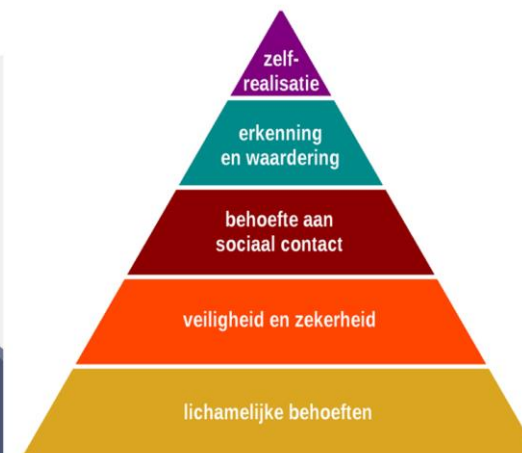 zelf-
realisatie
erkenning
en waardering
behoefte aan
sociaal contact
veiligheid en zekerheid
lichamelijke behoeften